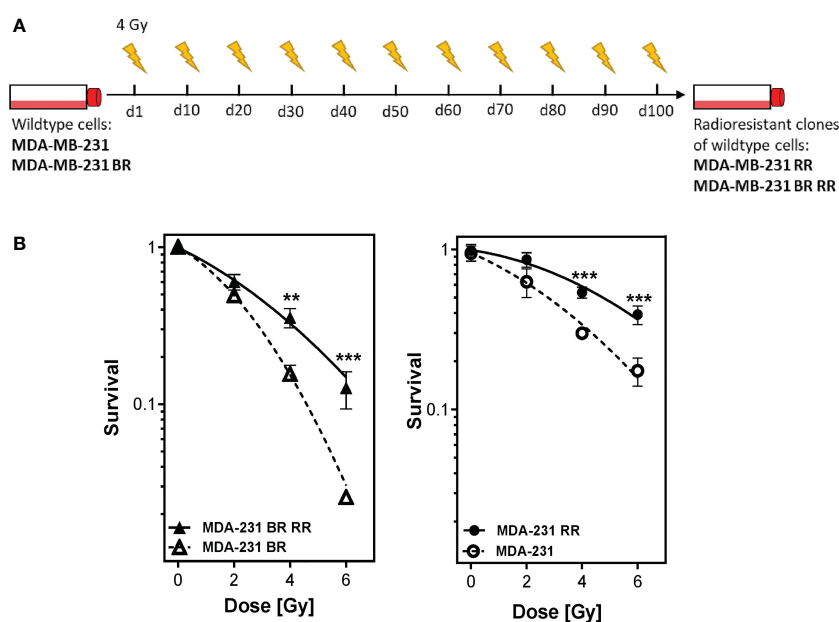 A
4 Gy
d1 d10 d20 d30 d40 d50 d60 d70 d80 d90 d100
Wildtype cells:
MDA-MB-231
MDA-MB-231 BR
Radioresistant clones
of wildtype cells:
MDA-MB-231 RR
MDA-MB-231 BR RR
B
Survival
1
0.1
**
***
MDA-231 BR RR
MDA-231 BR
0 2 4 6
Dose [Gy]
Survival
1
0.1
***
***
MDA-231 RR
MDA-231
0 2 4 6
Dose [Gy]